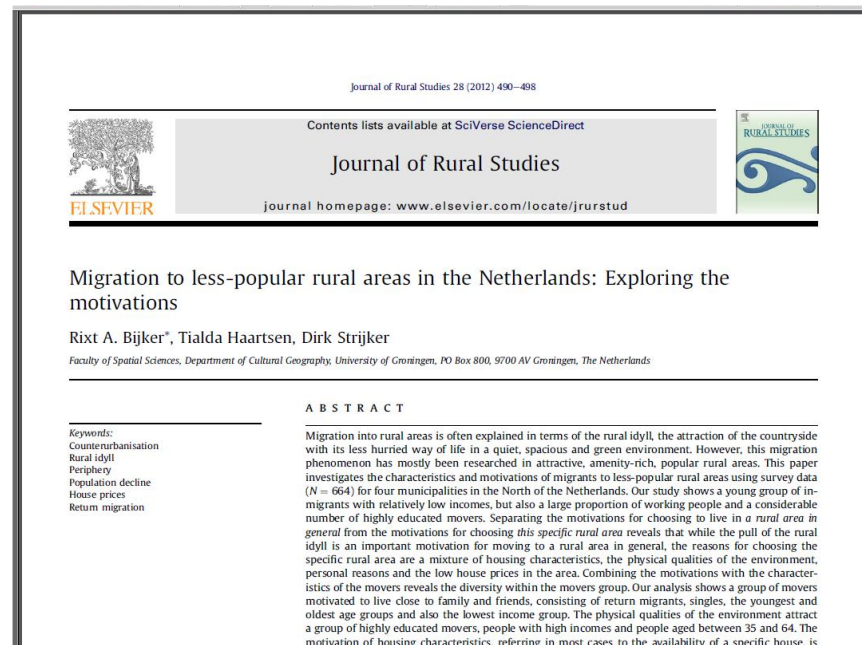 Journal of Rural Studies 28 (2012) 490–498
Contents lists available at SciVerse ScienceDirect
Journal of Rural Studies
journal homepage: www.elsevier.com/locate/jrurstud
ELSEVIER
JOURNAL OF
RURAL STUDIES
Migration to less-popular rural areas in the Netherlands: Exploring the
motivations
Rixt A. Bijker*, Tialda Haartsen, Dirk Strijker
Faculty of Spatial Sciences, Department of Cultural Geography, University of Groningen, PO Box 800, 9700 AV Groningen, The Netherlands
Keywords:
Counterurbanisation
Rural idyll
Periphery
Population decline
House prices
Return migration
ABSTRACT
Migration into rural areas is often explained in terms of the rural idyll, the attraction of the countryside
with its less hurried way of life in a quiet, spacious and green environment. However, this migration
phenomenon has mostly been researched in attractive, amenity-rich, popular rural areas. This paper
investigates the characteristics and motivations of migrants to less-popular rural areas using survey data
(N = 664) for four municipalities in the North of the Netherlands. Our study shows a young group of in-
migrants with relatively low incomes, but also a large proportion of working people and a considerable
number of highly educated movers. Separating the motivations for choosing to live in a rural area in
general from the motivations for choosing this specific rural area reveals that while the pull of the rural
idyll is an important motivation for moving to a rural area in general, the reasons for choosing the
specific rural area are a mixture of housing characteristics, the physical qualities of the environment,
personal reasons and the low house prices in the area. Combining the motivations with the character-
istics of the movers reveals the diversity within the movers group. Our analysis shows a group of movers
motivated to live close to family and friends, consisting of return migrants, singles, the youngest and
oldest age groups and also the lowest income group. The physical qualities of the environment attract
a group of highly educated movers, people with high incomes and people aged between 35 and 64. The
motivation of housing characteristics, referring in most cases to the availability of a specific house, is